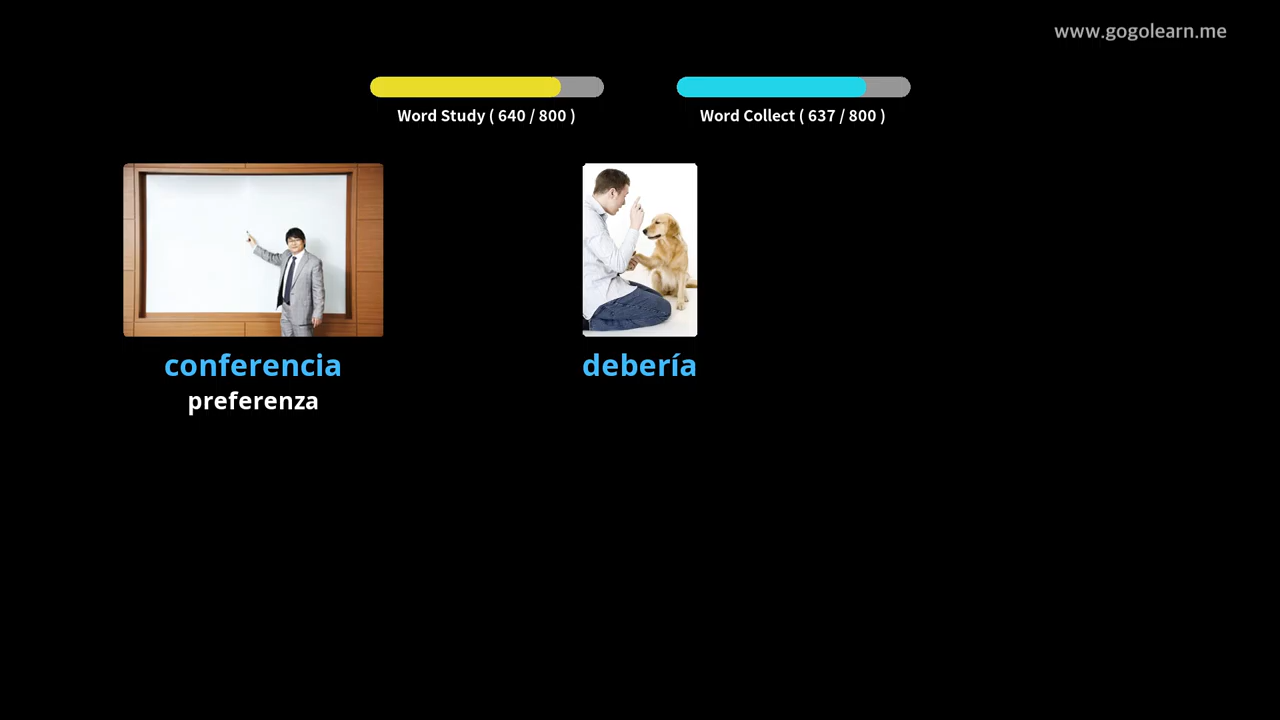 www.gogolearn.me
Word Study ( 640 / 800 )
Word Collect ( 637 / 800 )
conferencia
preferenza
debería